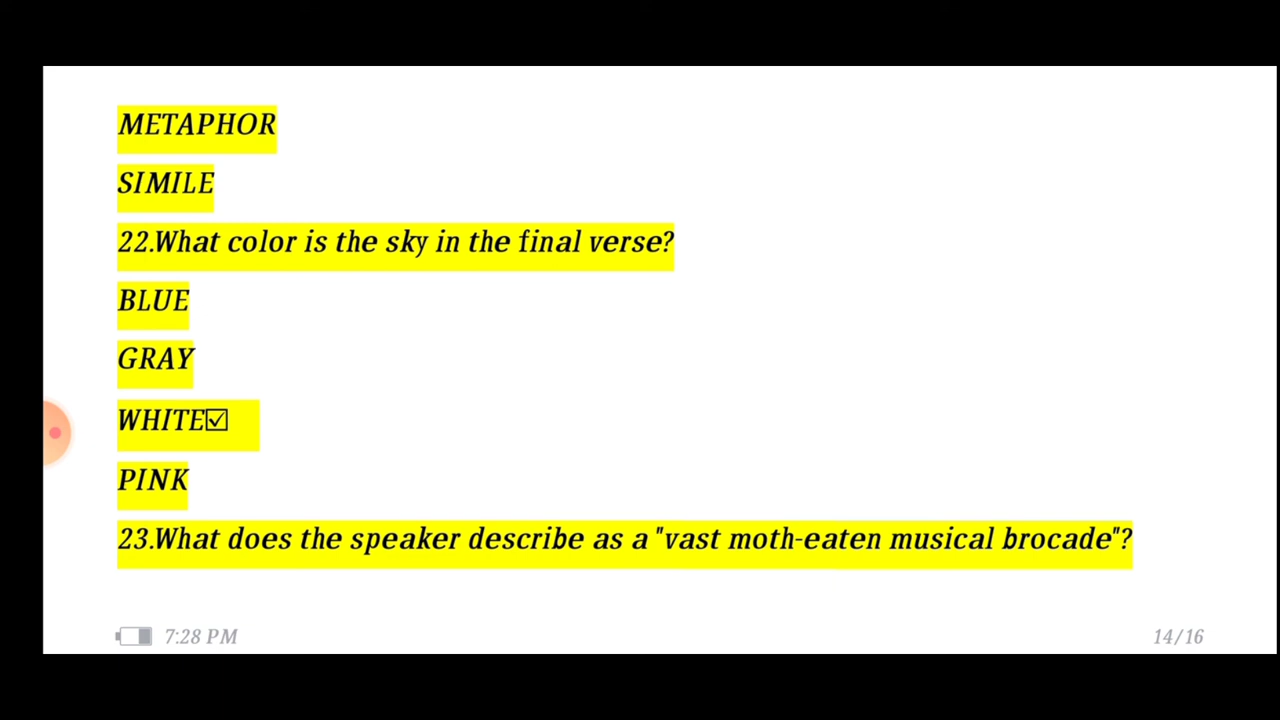 METAPHOR
SIMILE
22.What color is the sky in the final verse?
BLUE
GRAY
WHITE☑
PINK
23.What does the speaker describe as a "vast moth-eaten musical brocade"?
7:28 PM
14/16